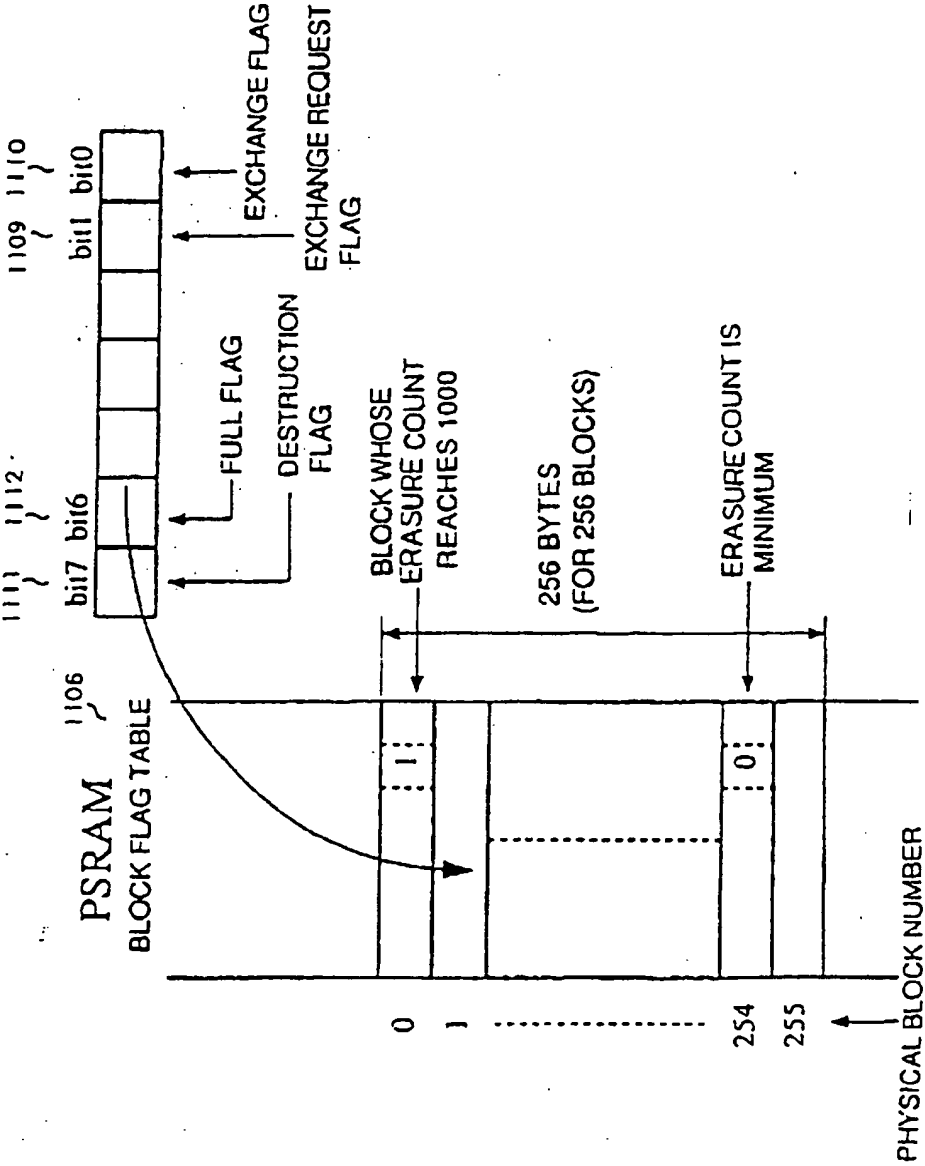 PSRAM 1106
BLOCK FLAG TABLE
1111 1112 1109 1110
bit7 bit6 bit1 bit0
FULL FLAG
DESTRUCTION
FLAG
EXCHANGE FLAG
EXCHANGE REQUEST
FLAG
0
1
254
255
PHYSICAL BLOCK NUMBER
1
0
BLOCK WHOSE
ERASURE COUNT
REACHES 1000
256 BYTES
(FOR 256 BLOCKS)
ERASURE COUNT IS
MINIMUM